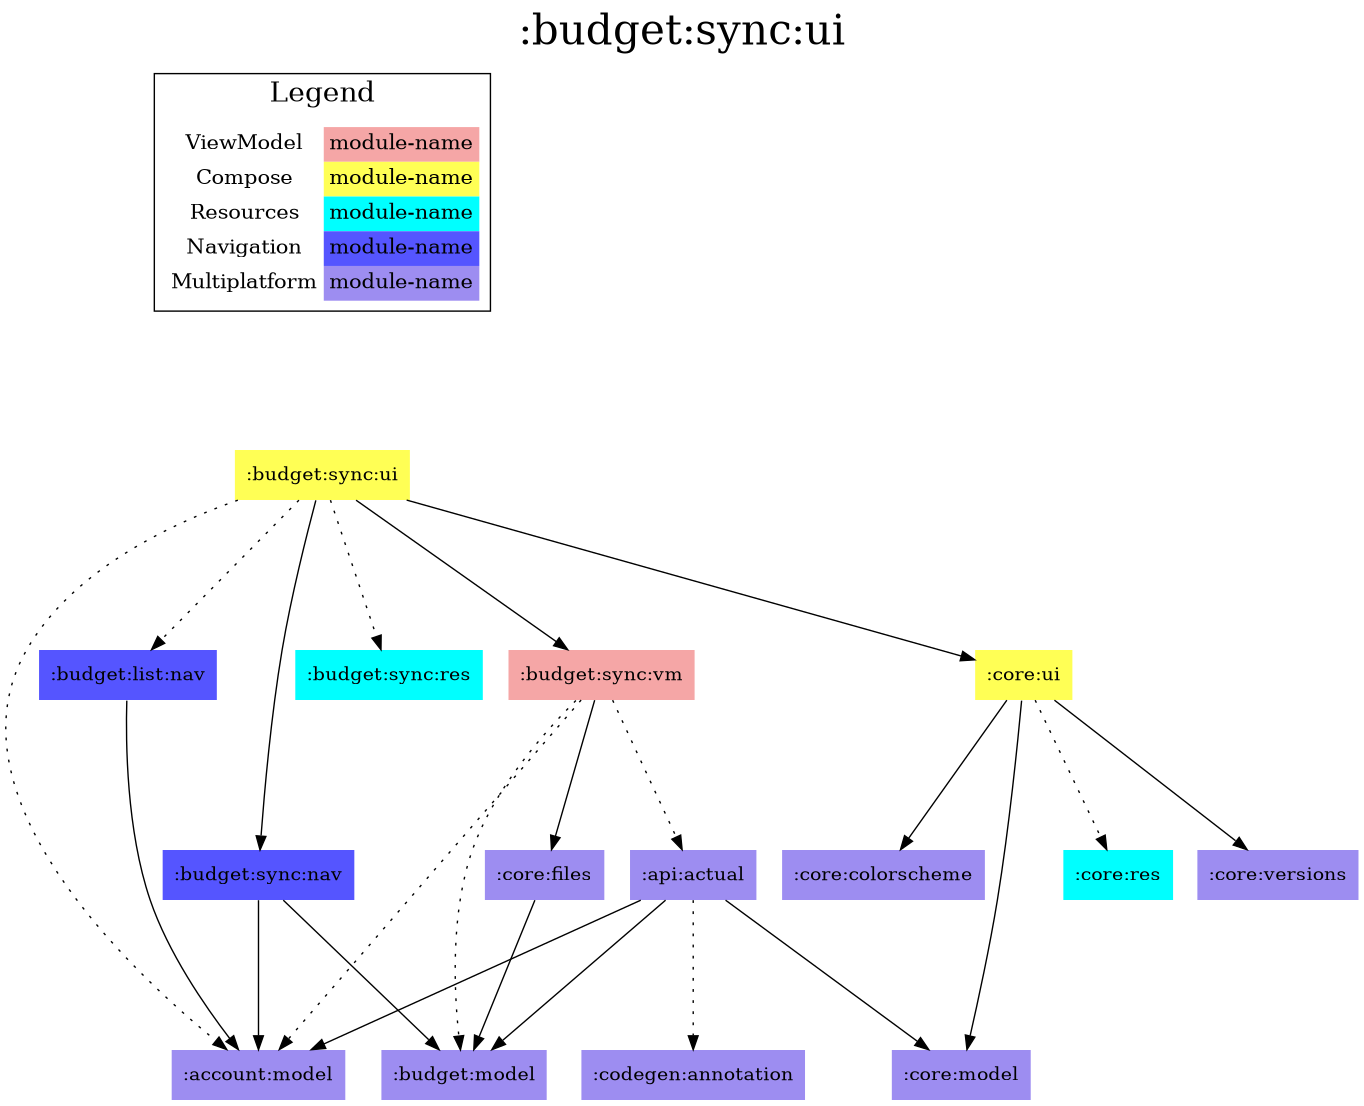 :budget:sync:ui
Legend
ViewModel module-name
Compose module-name
Resources module-name
Navigation module-name
Multiplatform module-name
:budget:sync:ui
:budget:list:nav :budget:sync:res :budget:sync:vm :core:ui
:budget:sync:nav :core:files :api:actual :core:colorscheme :core:res :core:versions
:account:model :budget:model :codegen:annotation :core:model